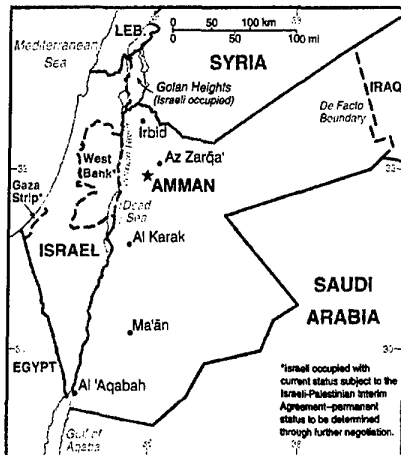 50 100 km
0 50 100 mi
LEB.
Mediterranean
Sea
SYRIA
Golan Heights
(Israeli occupied)
IRAQ
De Facto
Boundary
Irbid
Az Zarqa'
West
Bank*
AMMAN
Gaza
Strip*
Dead
Sea
ISRAEL
Al Karak
SAUDI
ARABIA
Ma'ān
EGYPT
Al 'Aqabah
Gulf of
Aqaba
*Israeli occupied with
current status subject to the
Israeli-Palestinian Interim
Agreement–permanent
status to be determined
through further negotiation.